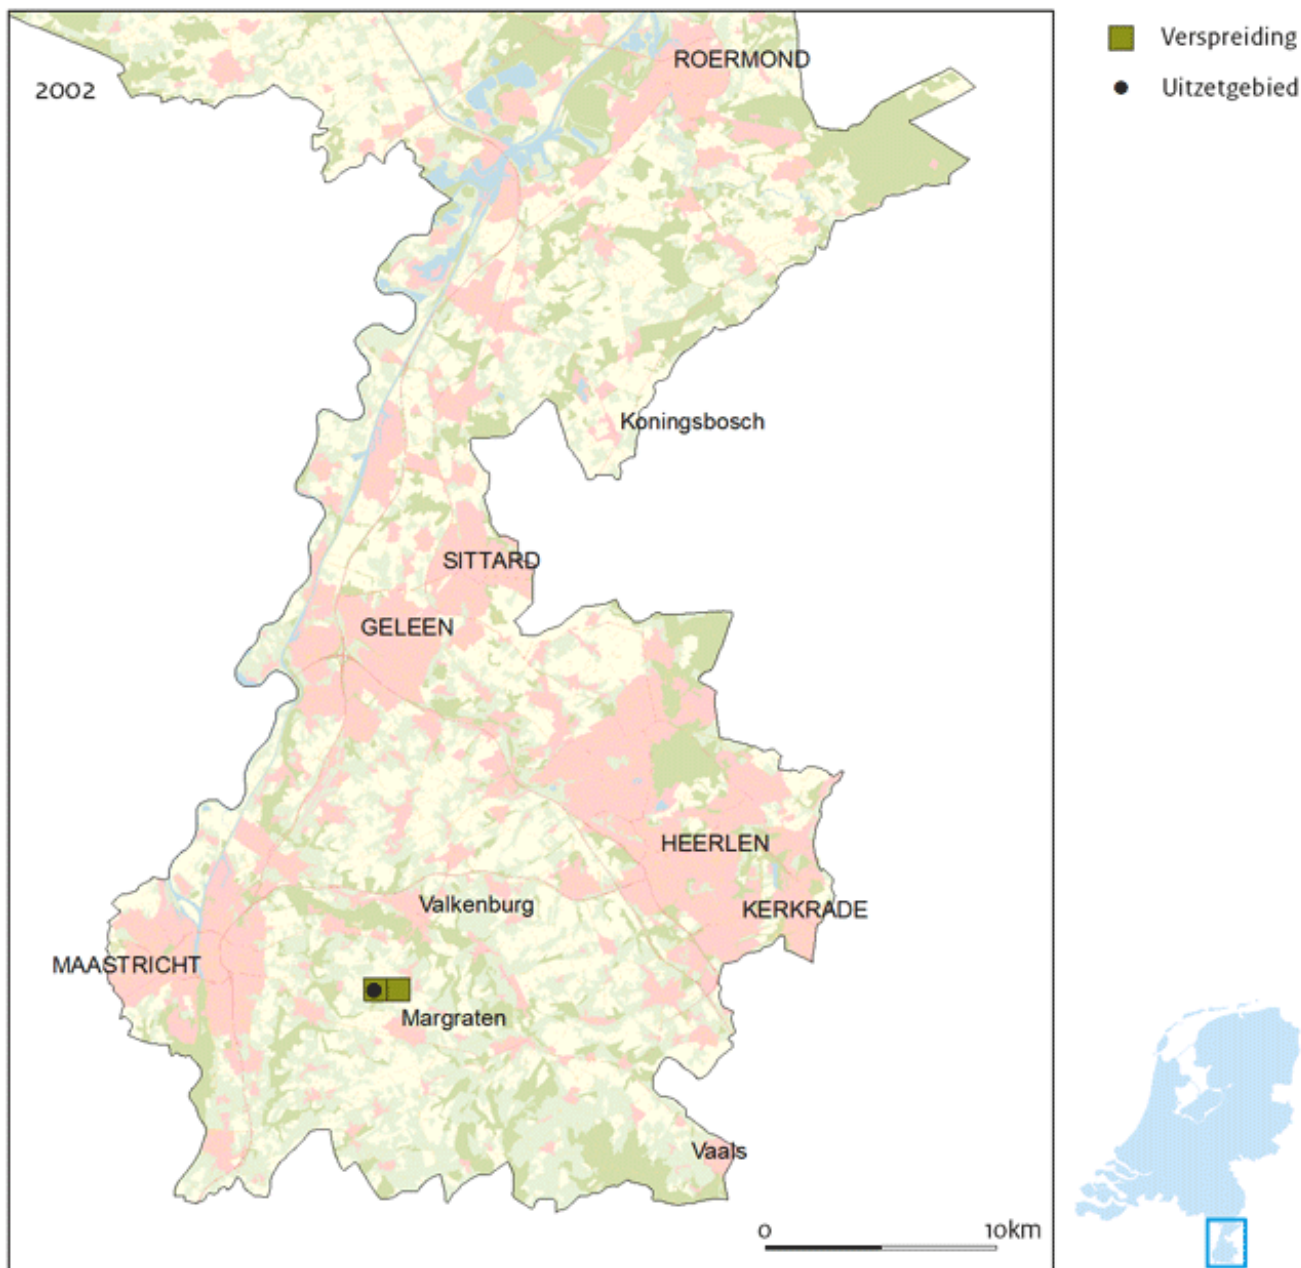 2002
ROERMOND
Verspreiding
Uitzetgebied
Koningsbosch
SITTARD
GELEEN
HEERLEN
Valkenburg
KERKRADE
MAASTRICHT
Margraten
Vaals
0 10km